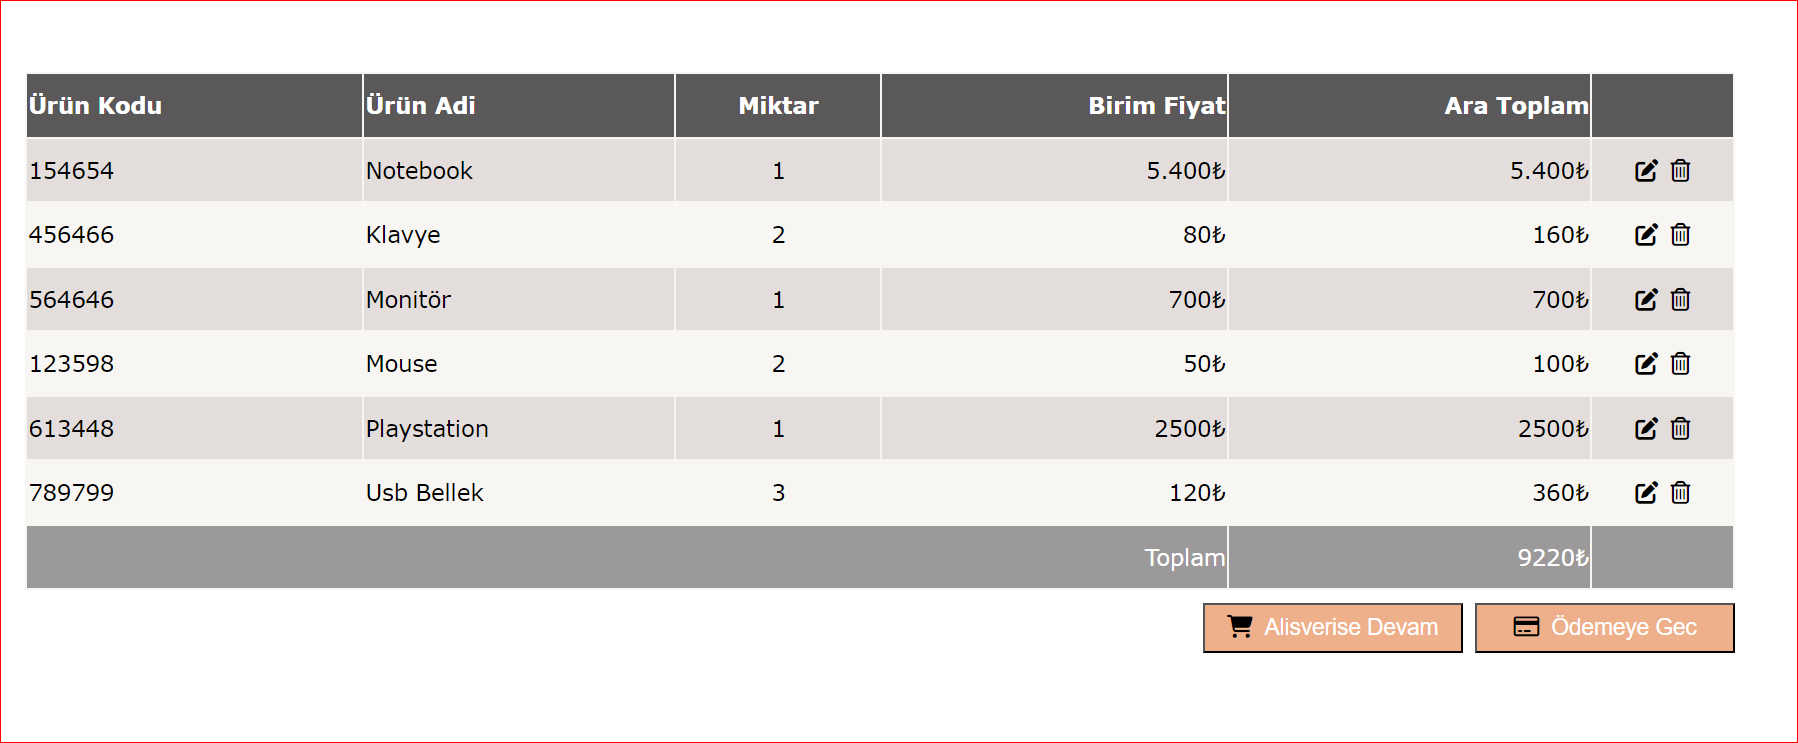 Ürün Kodu Ürün Adi Miktar Birim Fiyat Ara Toplam
154654 Notebook 1 5.400₺ 5.400₺
456466 Klavye 2 80₺ 160₺
564646 Monitör 1 700₺ 700₺
123598 Mouse 2 50₺ 100₺
613448 Playstation 1 2500₺ 2500₺
789799 Usb Bellek 3 120₺ 360₺
Toplam 9220₺
Alisverise Devam Ödemeye Gec